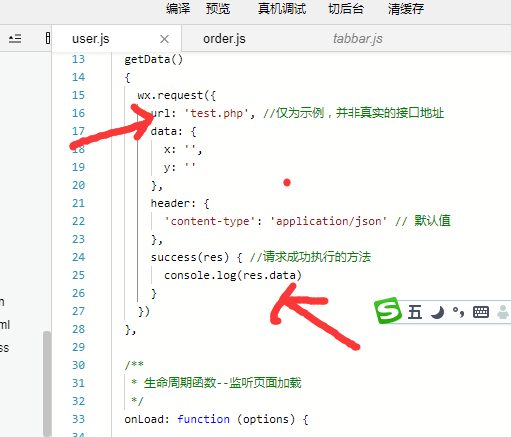 编译 预览 真机调试 切后台 清缓存
user.js order.js tabbar.js
13 getData()
14 {
15 wx.request({
16 url: 'test.php', //仅为示例，并非真实的接口地址
17 data: {
18 x: '',
19 y: ''
20 },
21 header: {
22 'content-type': 'application/json' // 默认值
23 },
24 success(res) { //请求成功执行的方法
25 console.log(res.data)
26 }
27 })
28 },
29
30 /**
31 * 生命周期函数--监听页面加载
32 */
33 onLoad: function (options) {
S 五
ml
ss